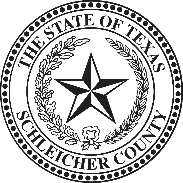 THE STATE OF TEXAS
SCHLEICHER COUNTY